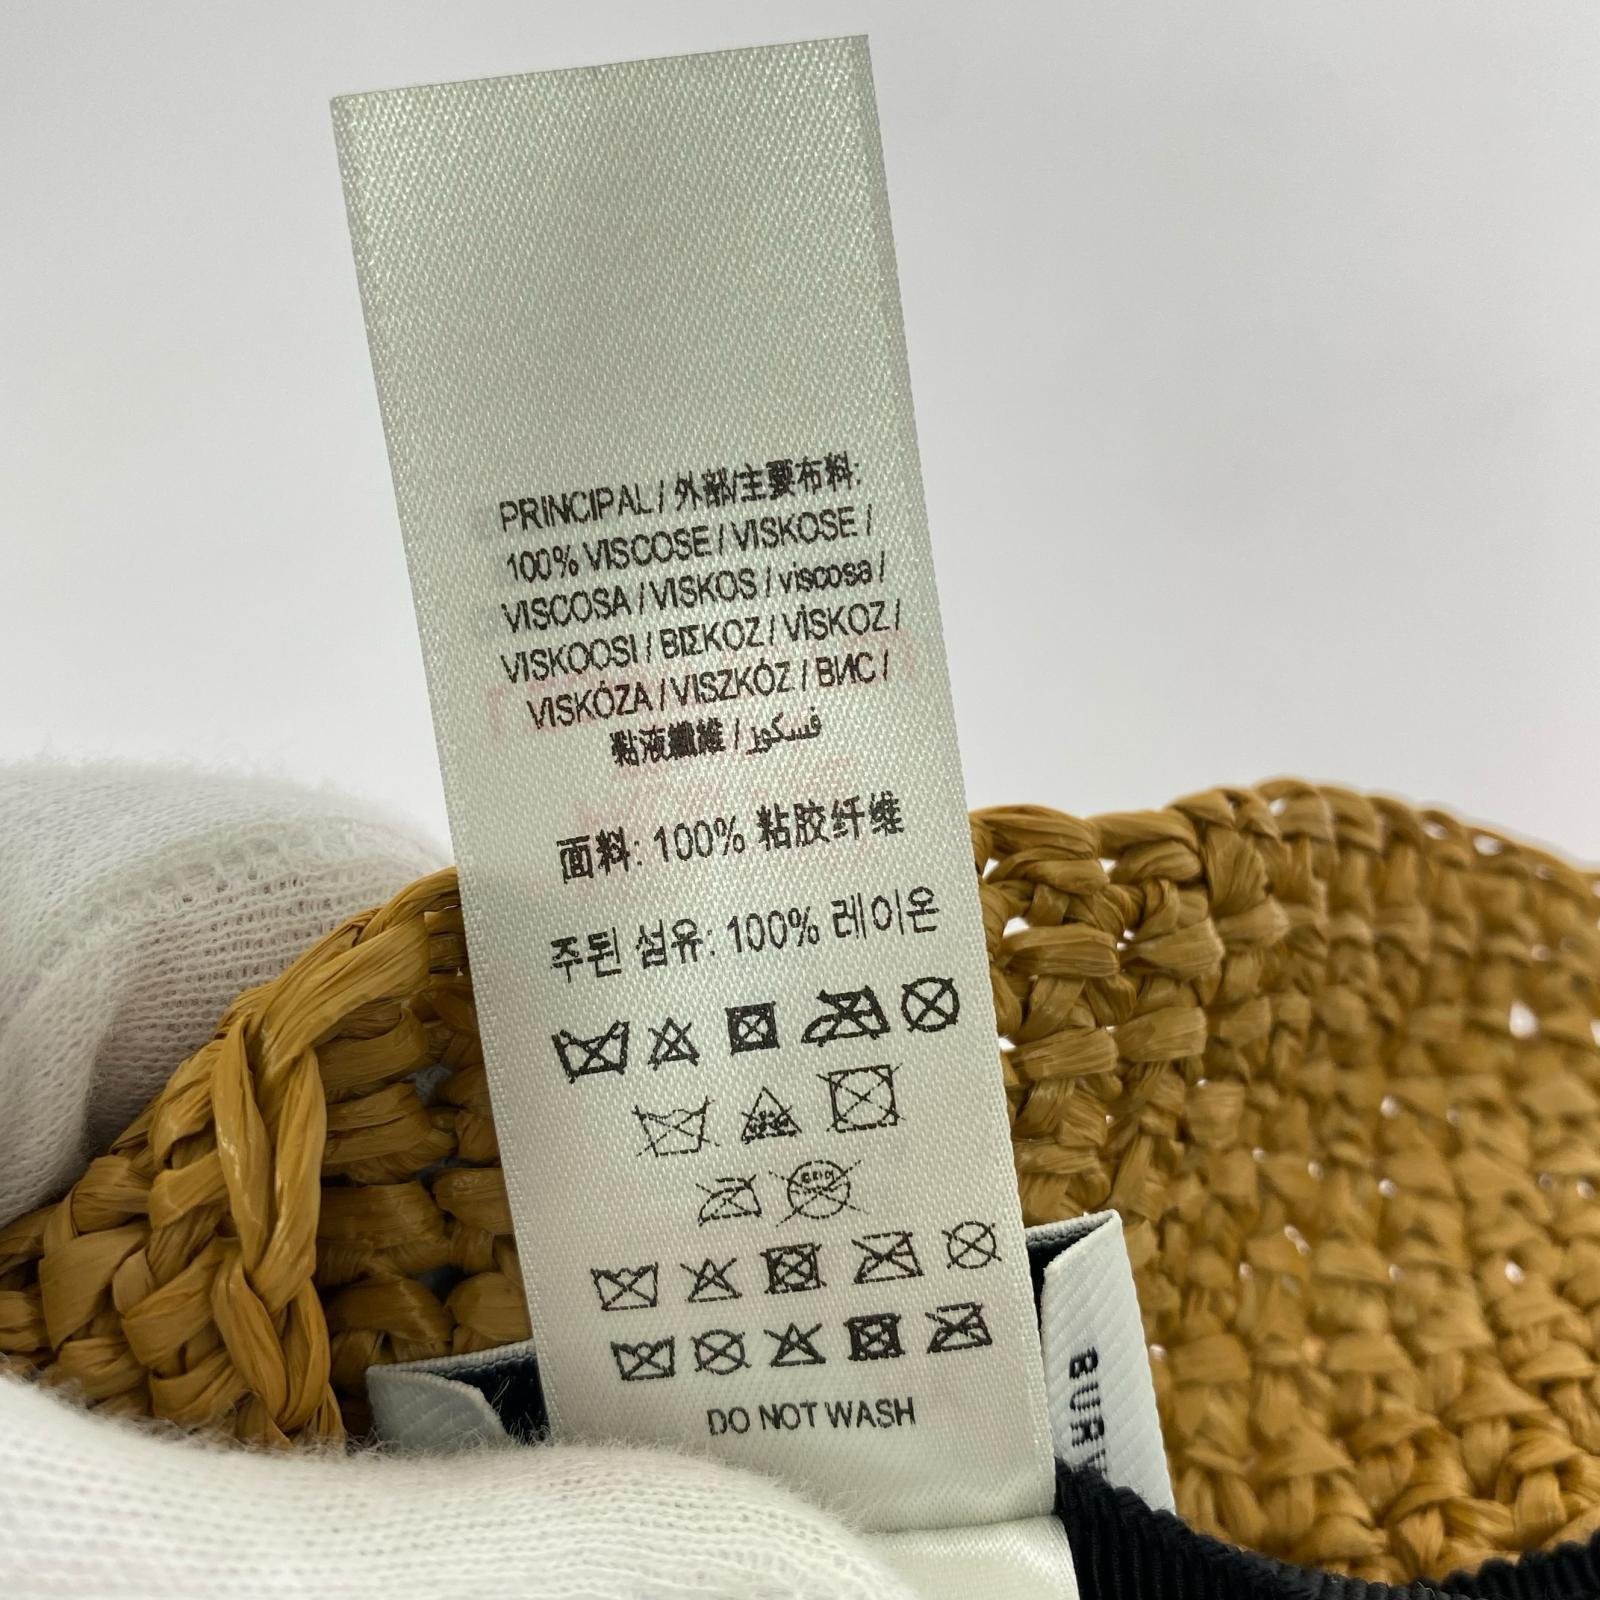 PRINCIPAL / 外部/主要布料:
100% VISCOSE / VISKOSE /
VISCOSA / VISKOS / viscosa /
VISKOOSI / ΒΙΣΚΟΖ / VİSKOZ /
VISKÓZA / VISZKÓZ / ВИС /
黏液纖維 / فسكوز
面料: 100% 粘胶纤维
주된 섬유: 100% 레이온
DO NOT WASH